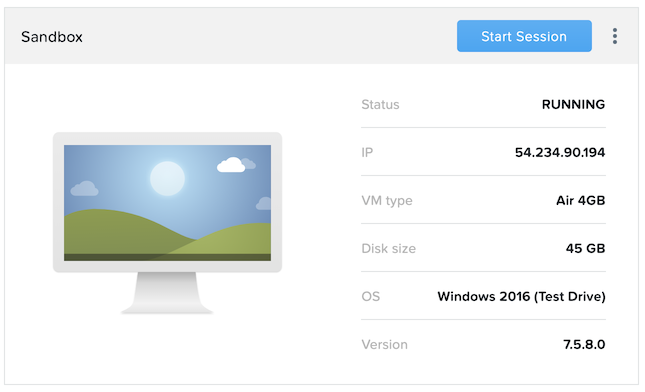 Sandbox
Start Session
Status RUNNING
IP 54.234.90.194
VM type Air 4GB
Disk size 45 GB
OS Windows 2016 (Test Drive)
Version 7.5.8.0